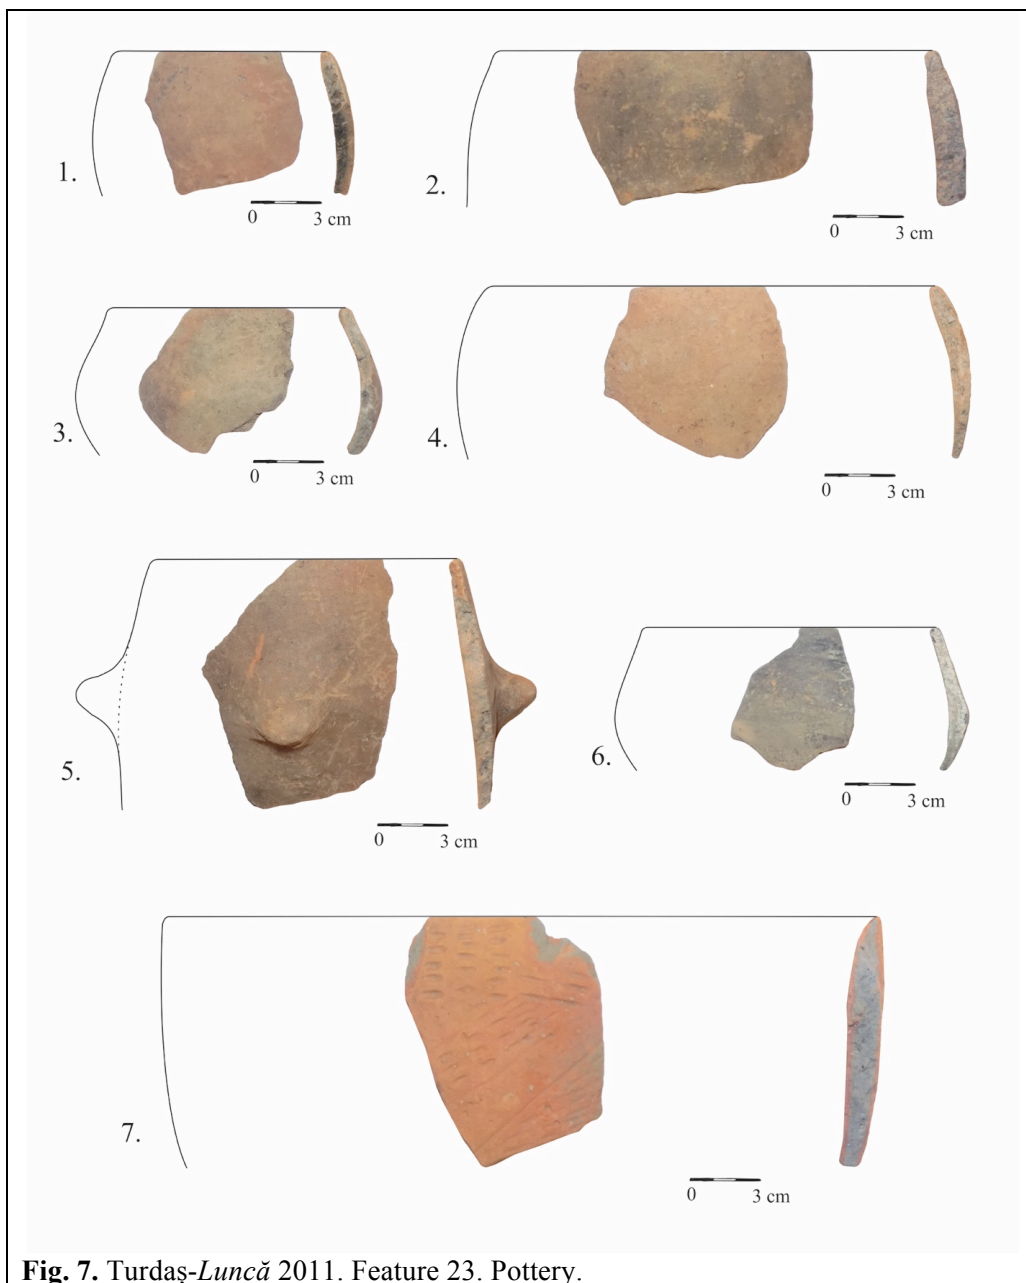 1.
0 3 cm
2.
0 3 cm
3.
0 3 cm
4.
0 3 cm
5.
0 3 cm
6.
0 3 cm
7.
0 3 cm
Fig. 7. Turdaș-Luncă 2011. Feature 23. Pottery.